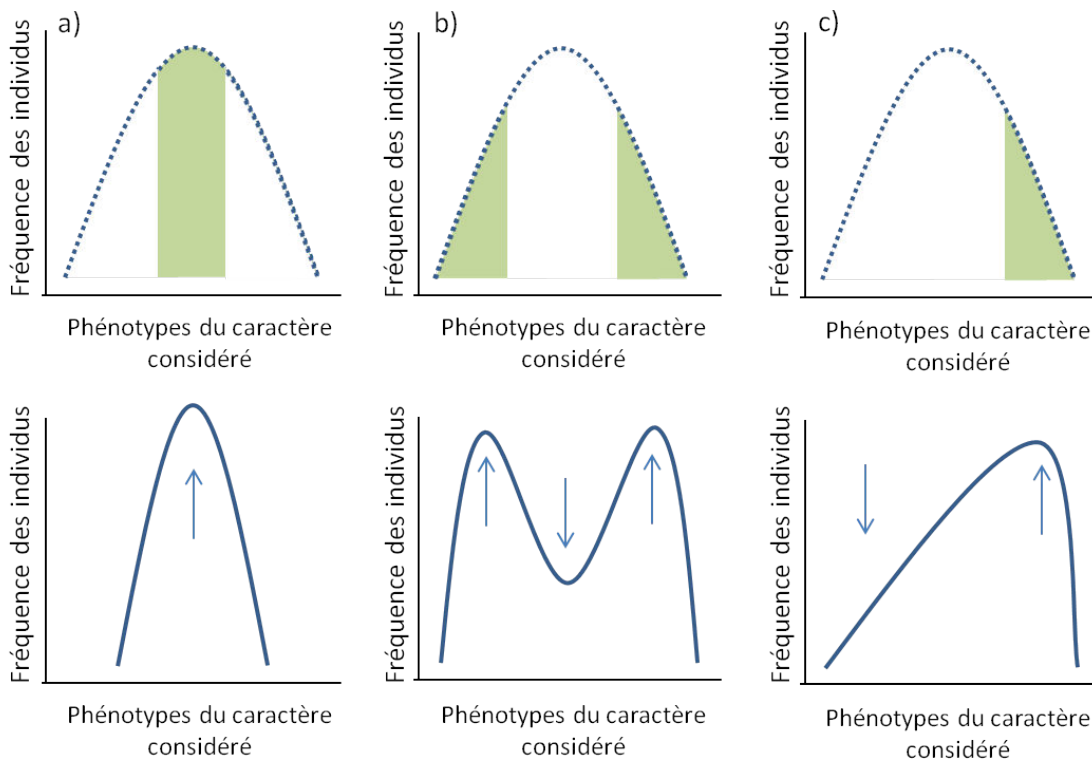 a)
Fréquence des individus
Phénotypes du caractère
considéré
b)
Fréquence des individus
Phénotypes du caractère
considéré
c)
Fréquence des individus
Phénotypes du caractère
considéré
Fréquence des individus
Phénotypes du caractère
considéré
Fréquence des individus
Phénotypes du caractère
considéré
Fréquence des individus
Phénotypes du caractère
considéré